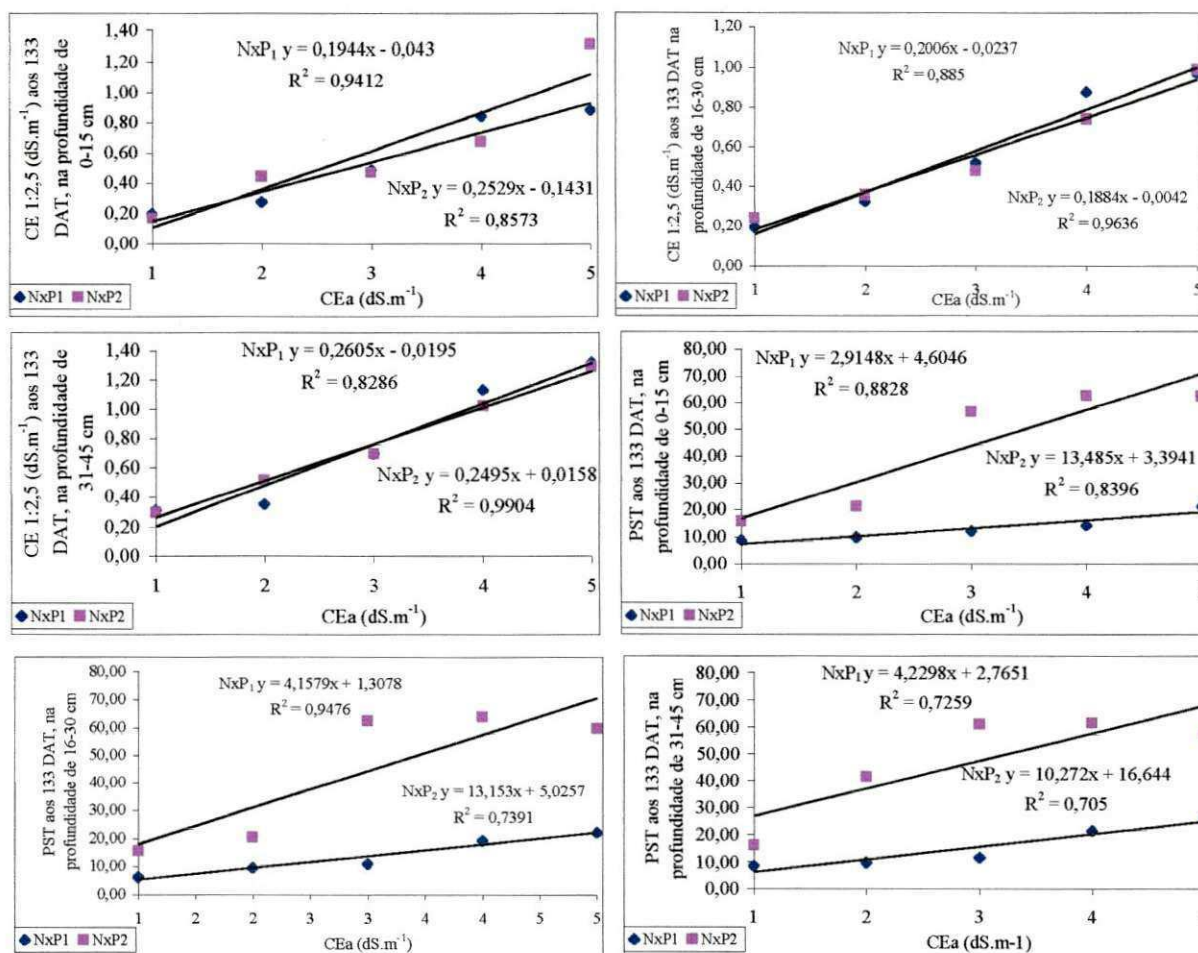 CE 1:2,5 (dS.m⁻¹) aos 133
DAT, na profundidade de
0-15 cm
1,40
1,20
1,00
0,80
0,60
0,40
0,20
0,00
NxP₁ y = 0,1944x - 0,043
R² = 0,9412
NxP₂ y = 0,2529x - 0,1431
R² = 0,8573
1 2 3 4 5
CEa (dS.m⁻¹)
NxP1 NxP2
CE 1:2,5 (dS.m⁻¹) aos 133 DAT na
profundidade de 16-30 cm
1,20
1,00
0,80
0,60
0,40
0,20
0,00
NxP₁ y = 0,2006x - 0,0237
R² = 0,885
NxP₂ y = 0,1884x - 0,0042
R² = 0,9636
1 2 3 4 5
CEa (dS.m⁻¹)
NxP1 NxP2
CE 1:2,5 (dS.m⁻¹) aos 133
DAT, na profundidade de
31-45 cm
1,40
1,20
1,00
0,80
0,60
0,40
0,20
0,00
NxP₁ y = 0,2605x - 0,0195
R² = 0,8286
NxP₂ y = 0,2495x + 0,0158
R² = 0,9904
1 2 3 4 5
CEa (dS.m⁻¹)
NxP1 NxP2
PST aos 133 DAT, na
profundidade de 0-15 cm
80,00
70,00
60,00
50,00
40,00
30,00
20,00
10,00
0,00
NxP₁ y = 2,9148x + 4,6046
R² = 0,8828
NxP₂ y = 13,485x + 3,3941
R² = 0,8396
1 2 3 4 5
CEa (dS.m⁻¹)
NxP1 NxP2
PST aos 133 DAT, na
profundidade de 16-30 cm
80,00
70,00
60,00
50,00
40,00
30,00
20,00
10,00
0,00
NxP₁ y = 4,1579x + 1,3078
R² = 0,9476
NxP₂ y = 13,153x + 5,0257
R² = 0,7391
1 2 2 3 3 4 4 5 5
CEa (dS.m⁻¹)
NxP1 NxP2
PST aos 133 DAT, na
profundidade de 31-45 cm
80,00
70,00
60,00
50,00
40,00
30,00
20,00
10,00
0,00
NxP₁ y = 4,2298x + 2,7651
R² = 0,7259
NxP₂ y = 10,272x + 16,644
R² = 0,705
1 2 3 4
CEa (dS.m-1)
NxP1 NxP2